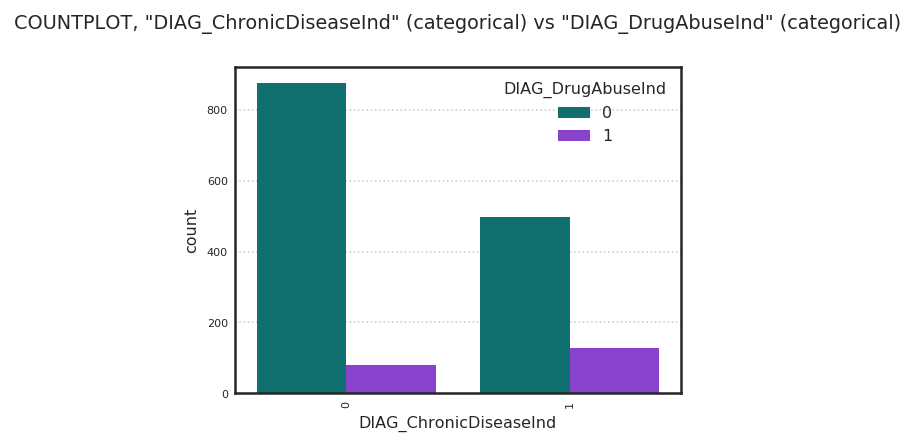 COUNTPLOT, "DIAG_ChronicDiseaseInd" (categorical) vs "DIAG_DrugAbuseInd" (categorical)
DIAG_DrugAbuseInd
0
1
800
600
400
200
0
count
0
1
DIAG_ChronicDiseaseInd